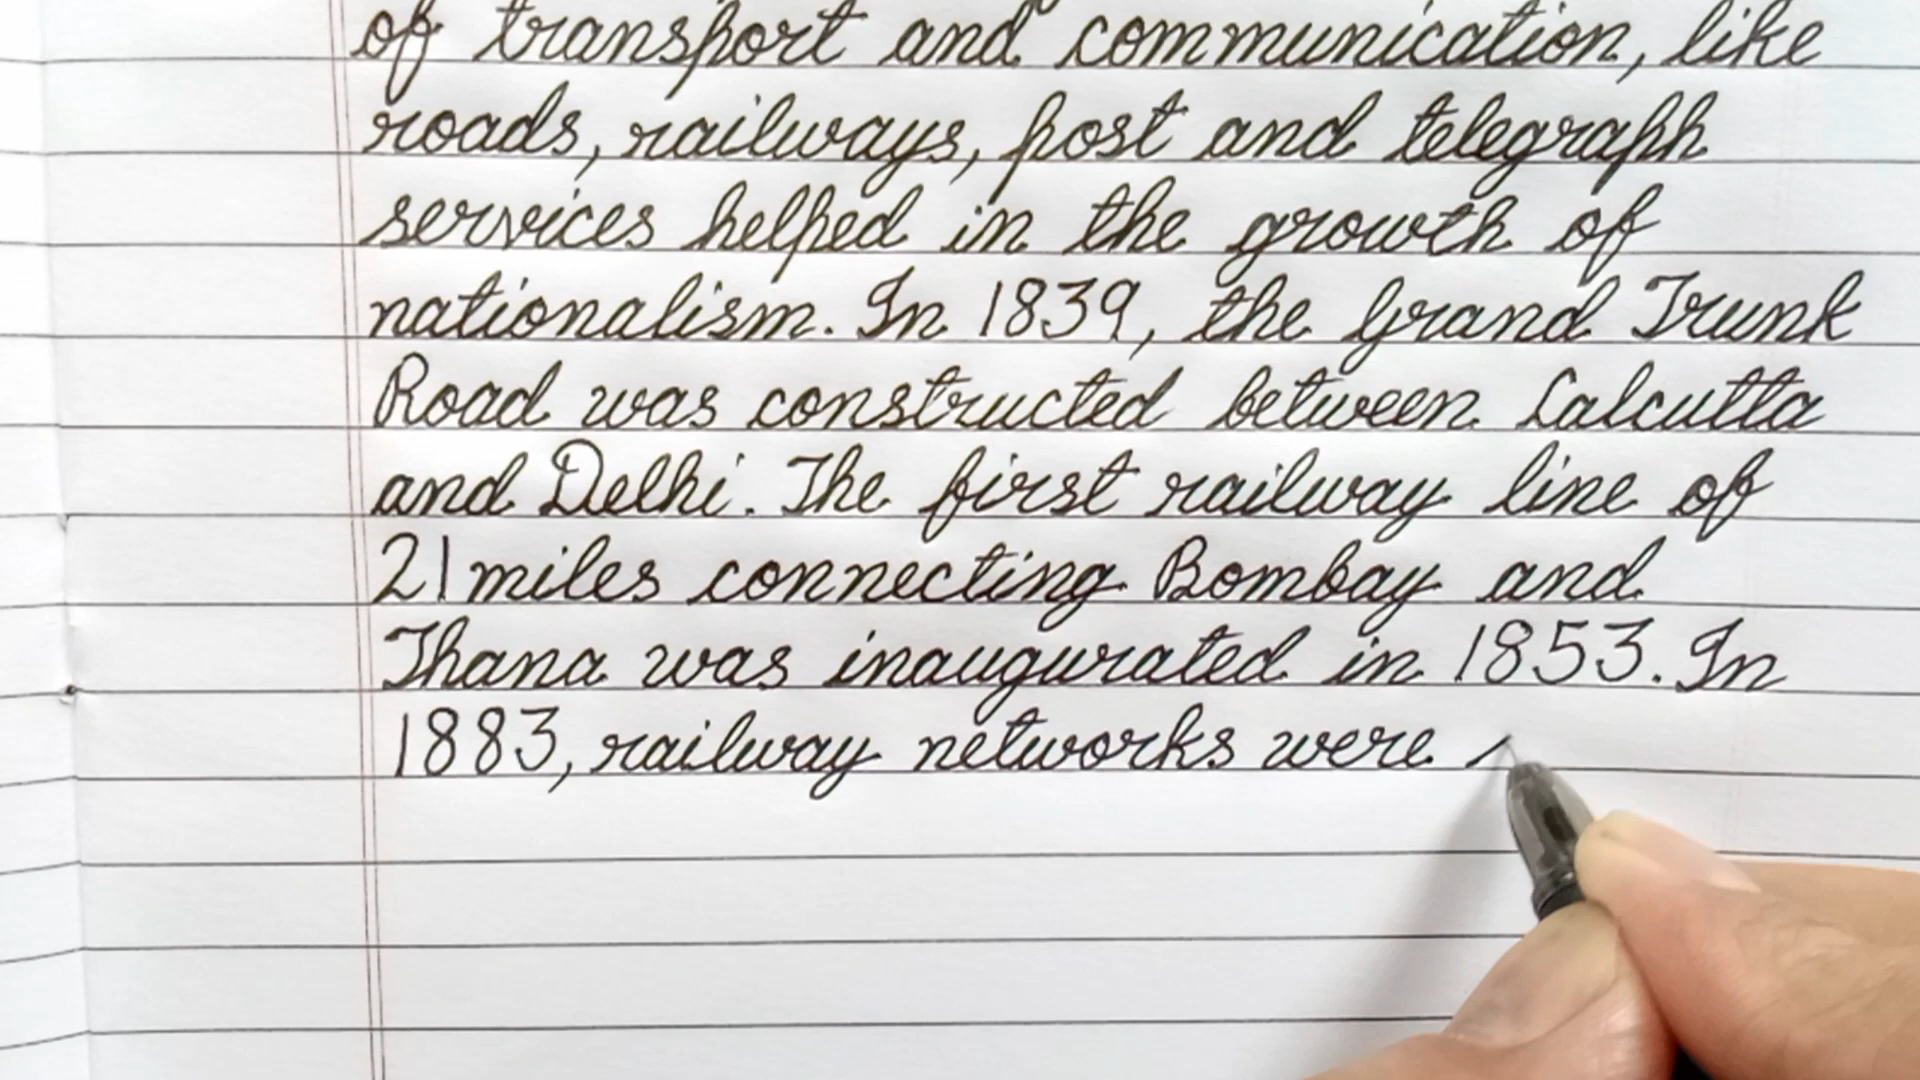 of transport and communication, like
roads, railways, post and telegraph
services helped in the growth of
nationalism. In 1839, the Grand Trunk
Road was constructed between Calcutta
and Delhi. The first railway line of
21 miles connecting Bombay and
Thana was inaugurated in 1853. In
1883, railway networks were